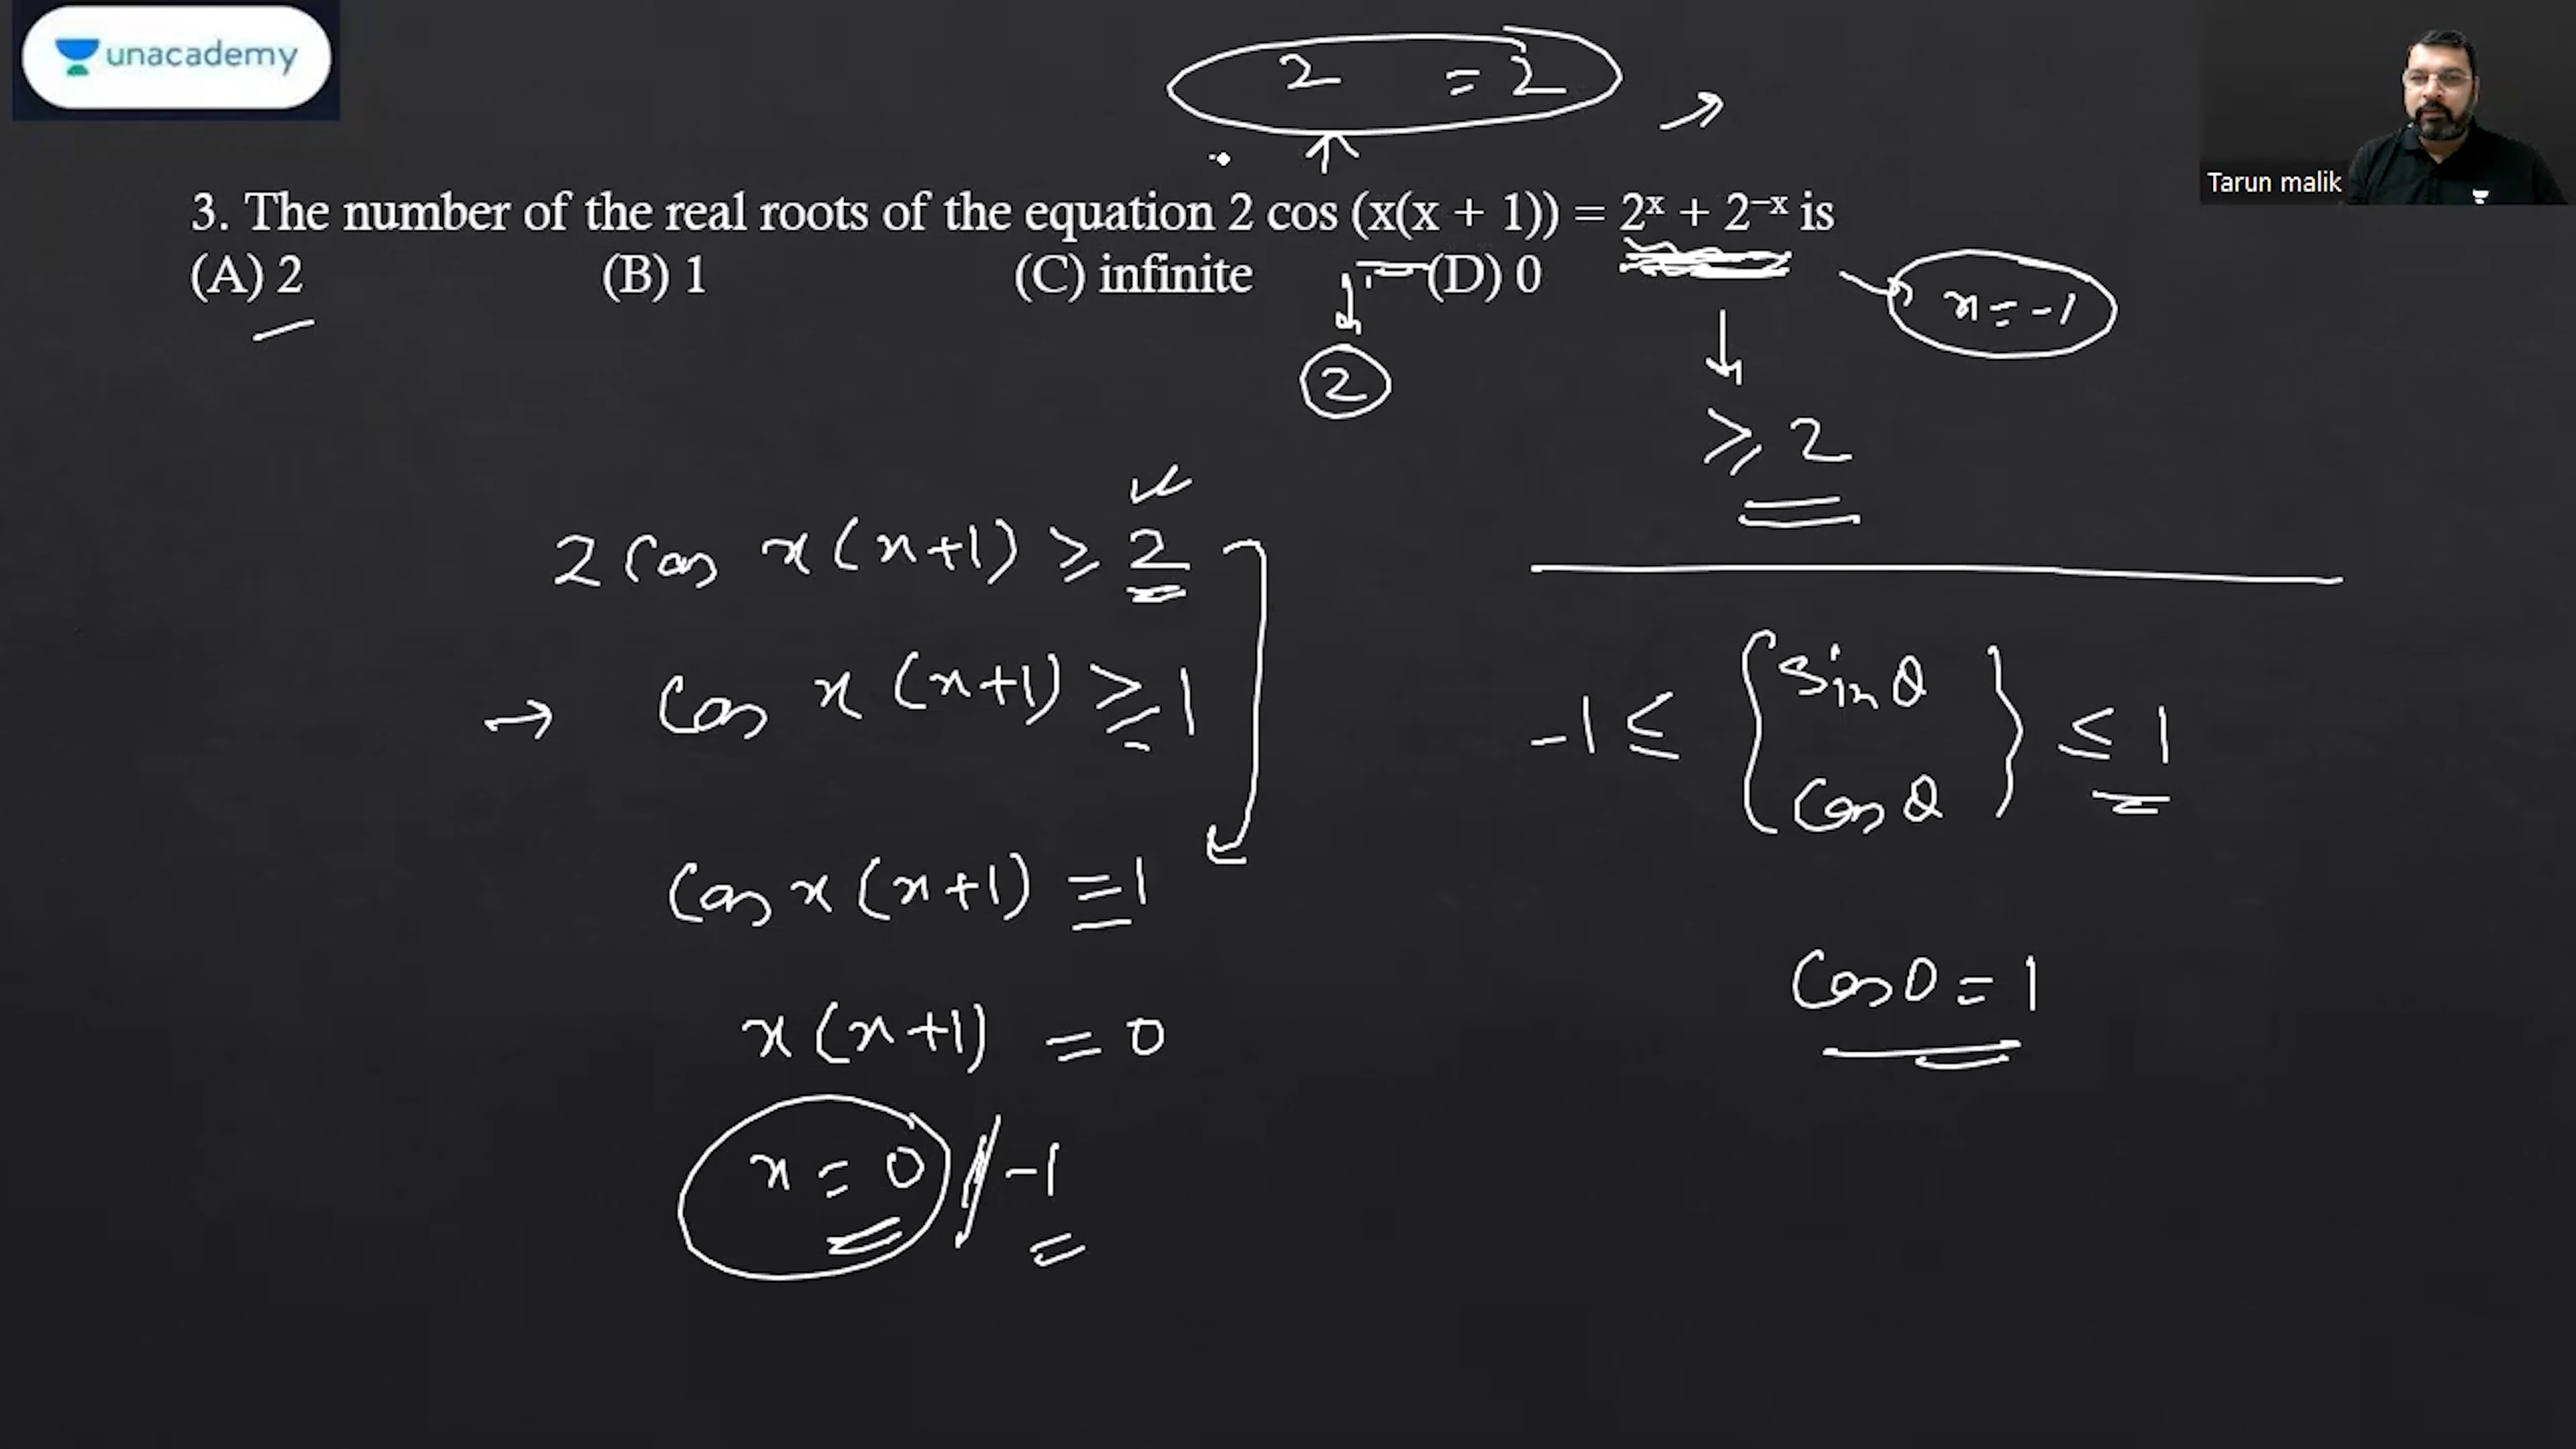 unacademy
2 = 2
Tarun malik
3. The number of the real roots of the equation 2 cos (x(x + 1)) = 2ˣ + 2⁻ˣ is
(A) 2 (B) 1 (C) infinite (D) 0
x = -1
2
≥ 2
2 Cos x(x+1) ≥ 2
→ Cos x (x+1) ≥ 1
-1 ≤ { Sin θ
Cos θ } ≤ 1
Cos x (x+1) = 1
Cos 0 = 1
x (x+1) = 0
x = 0 / -1